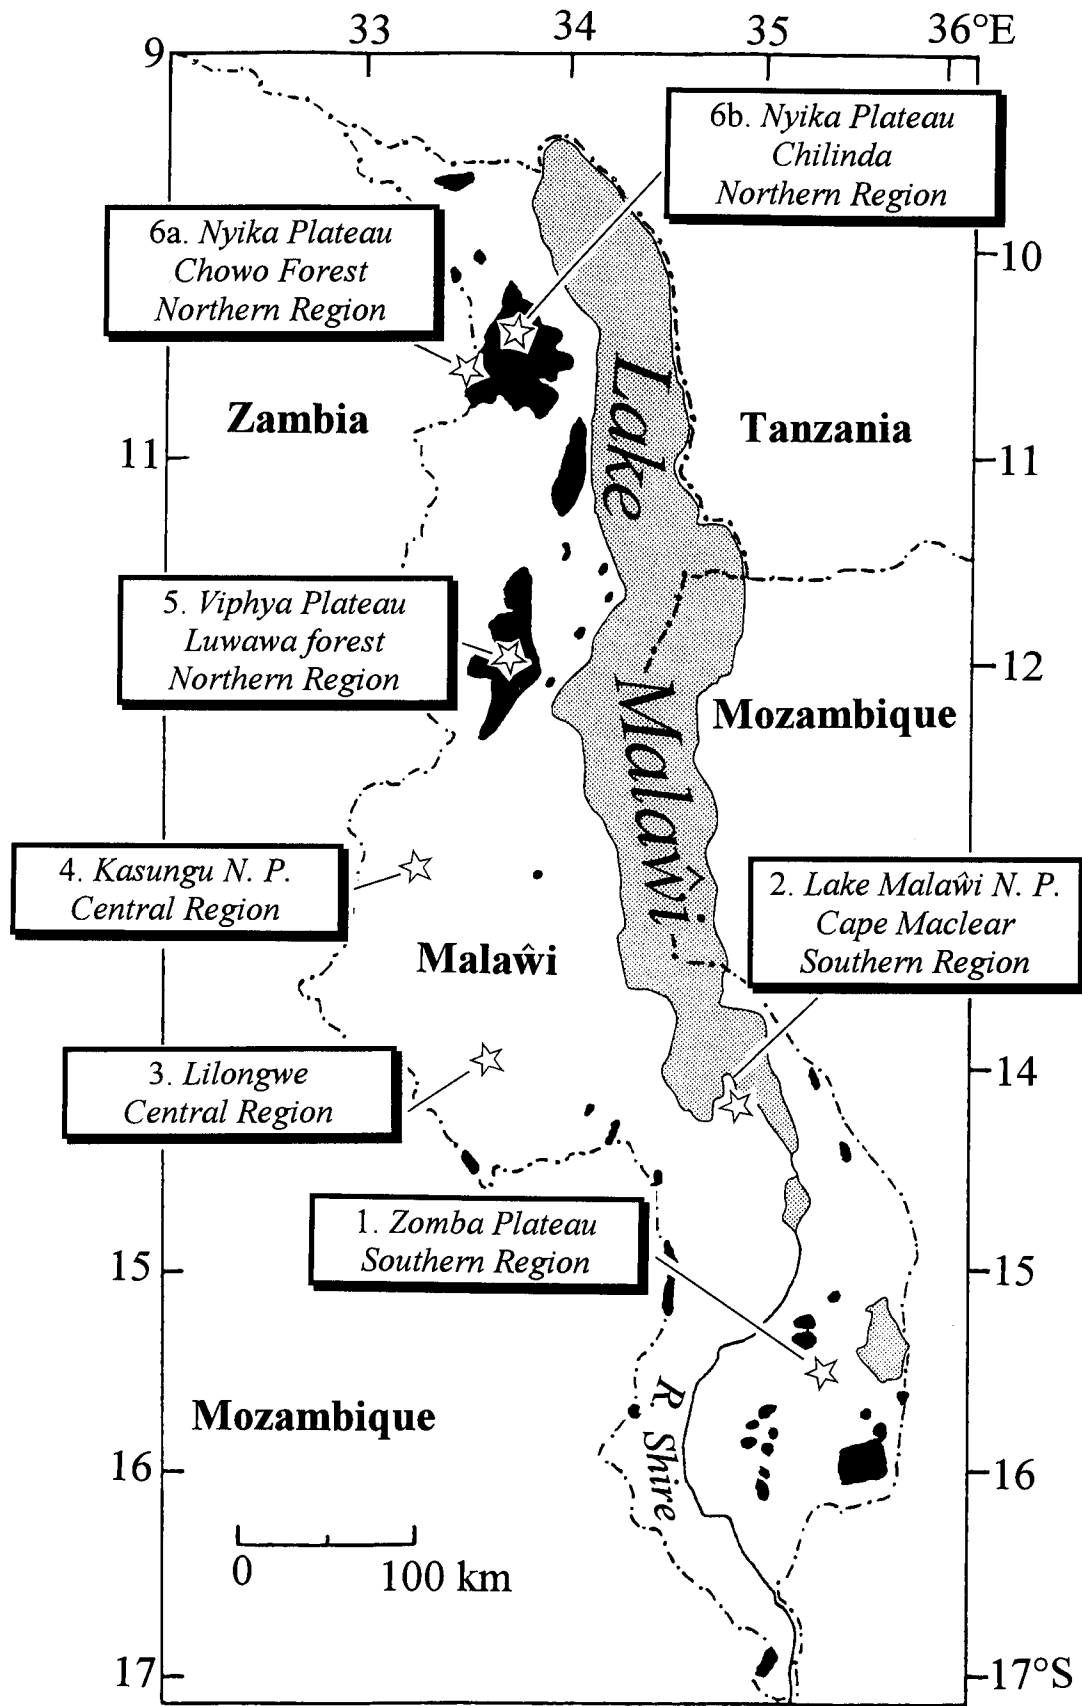 33 34 35 36°E
9
6b. Nyika Plateau
Chilinda
Northern Region
6a. Nyika Plateau
Chowo Forest
Northern Region
10
Lake Malaŵi
Zambia
Tanzania
11
11
5. Viphya Plateau
Luwawa forest
Northern Region
12
Mozambique
4. Kasungu N. P.
Central Region
2. Lake Malaŵi N. P.
Cape Maclear
Southern Region
Malaŵi
3. Lilongwe
Central Region
14
1. Zomba Plateau
Southern Region
15
15
R. Shire
Mozambique
16
16
0 100 km
17
17°S